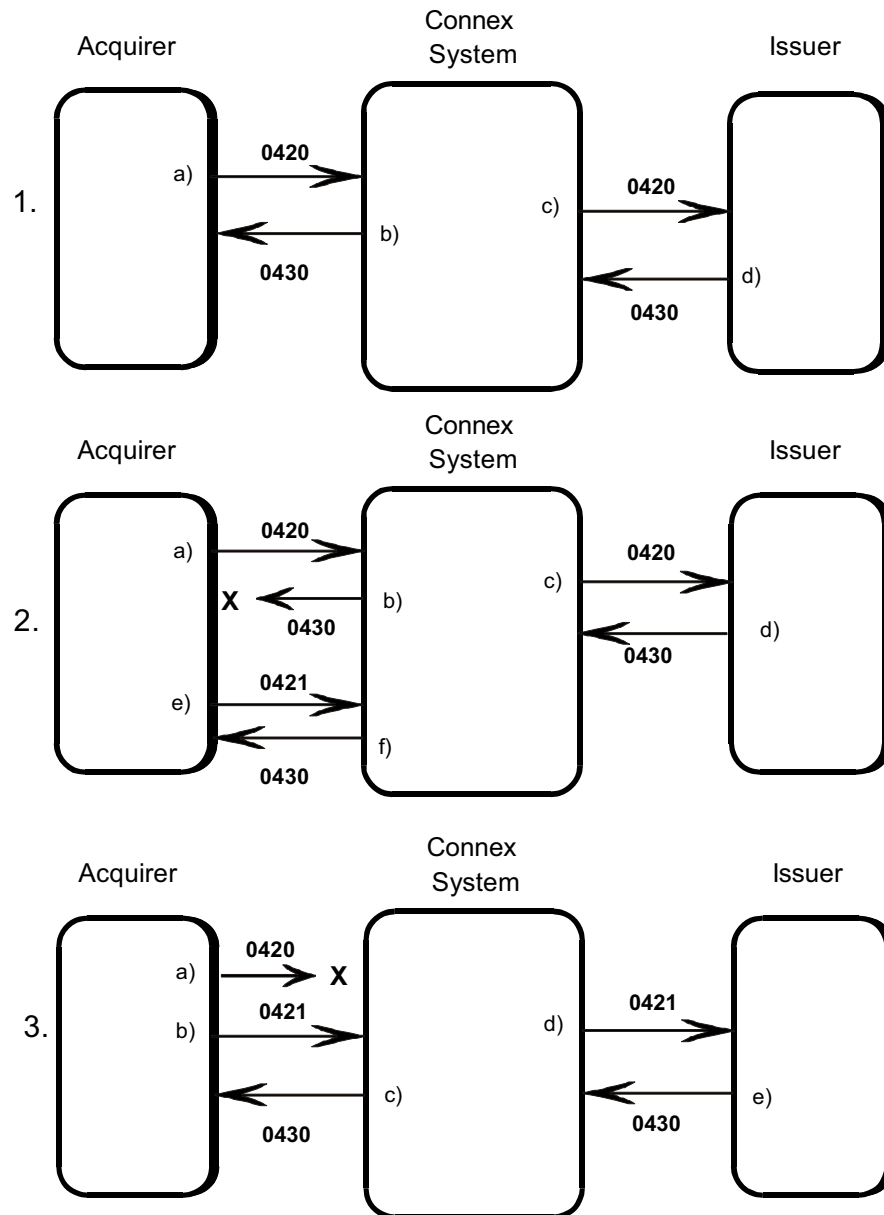 Acquirer
Connex
System
Issuer
1.
a)
0420
b)
0430
c)
0420
d)
0430
Acquirer
Connex
System
Issuer
2.
a)
0420
X
b)
0430
c)
0420
d)
0430
e)
0421
f)
0430
Acquirer
Connex
System
Issuer
3.
a)
0420
X
b)
0421
c)
0430
d)
0421
e)
0430